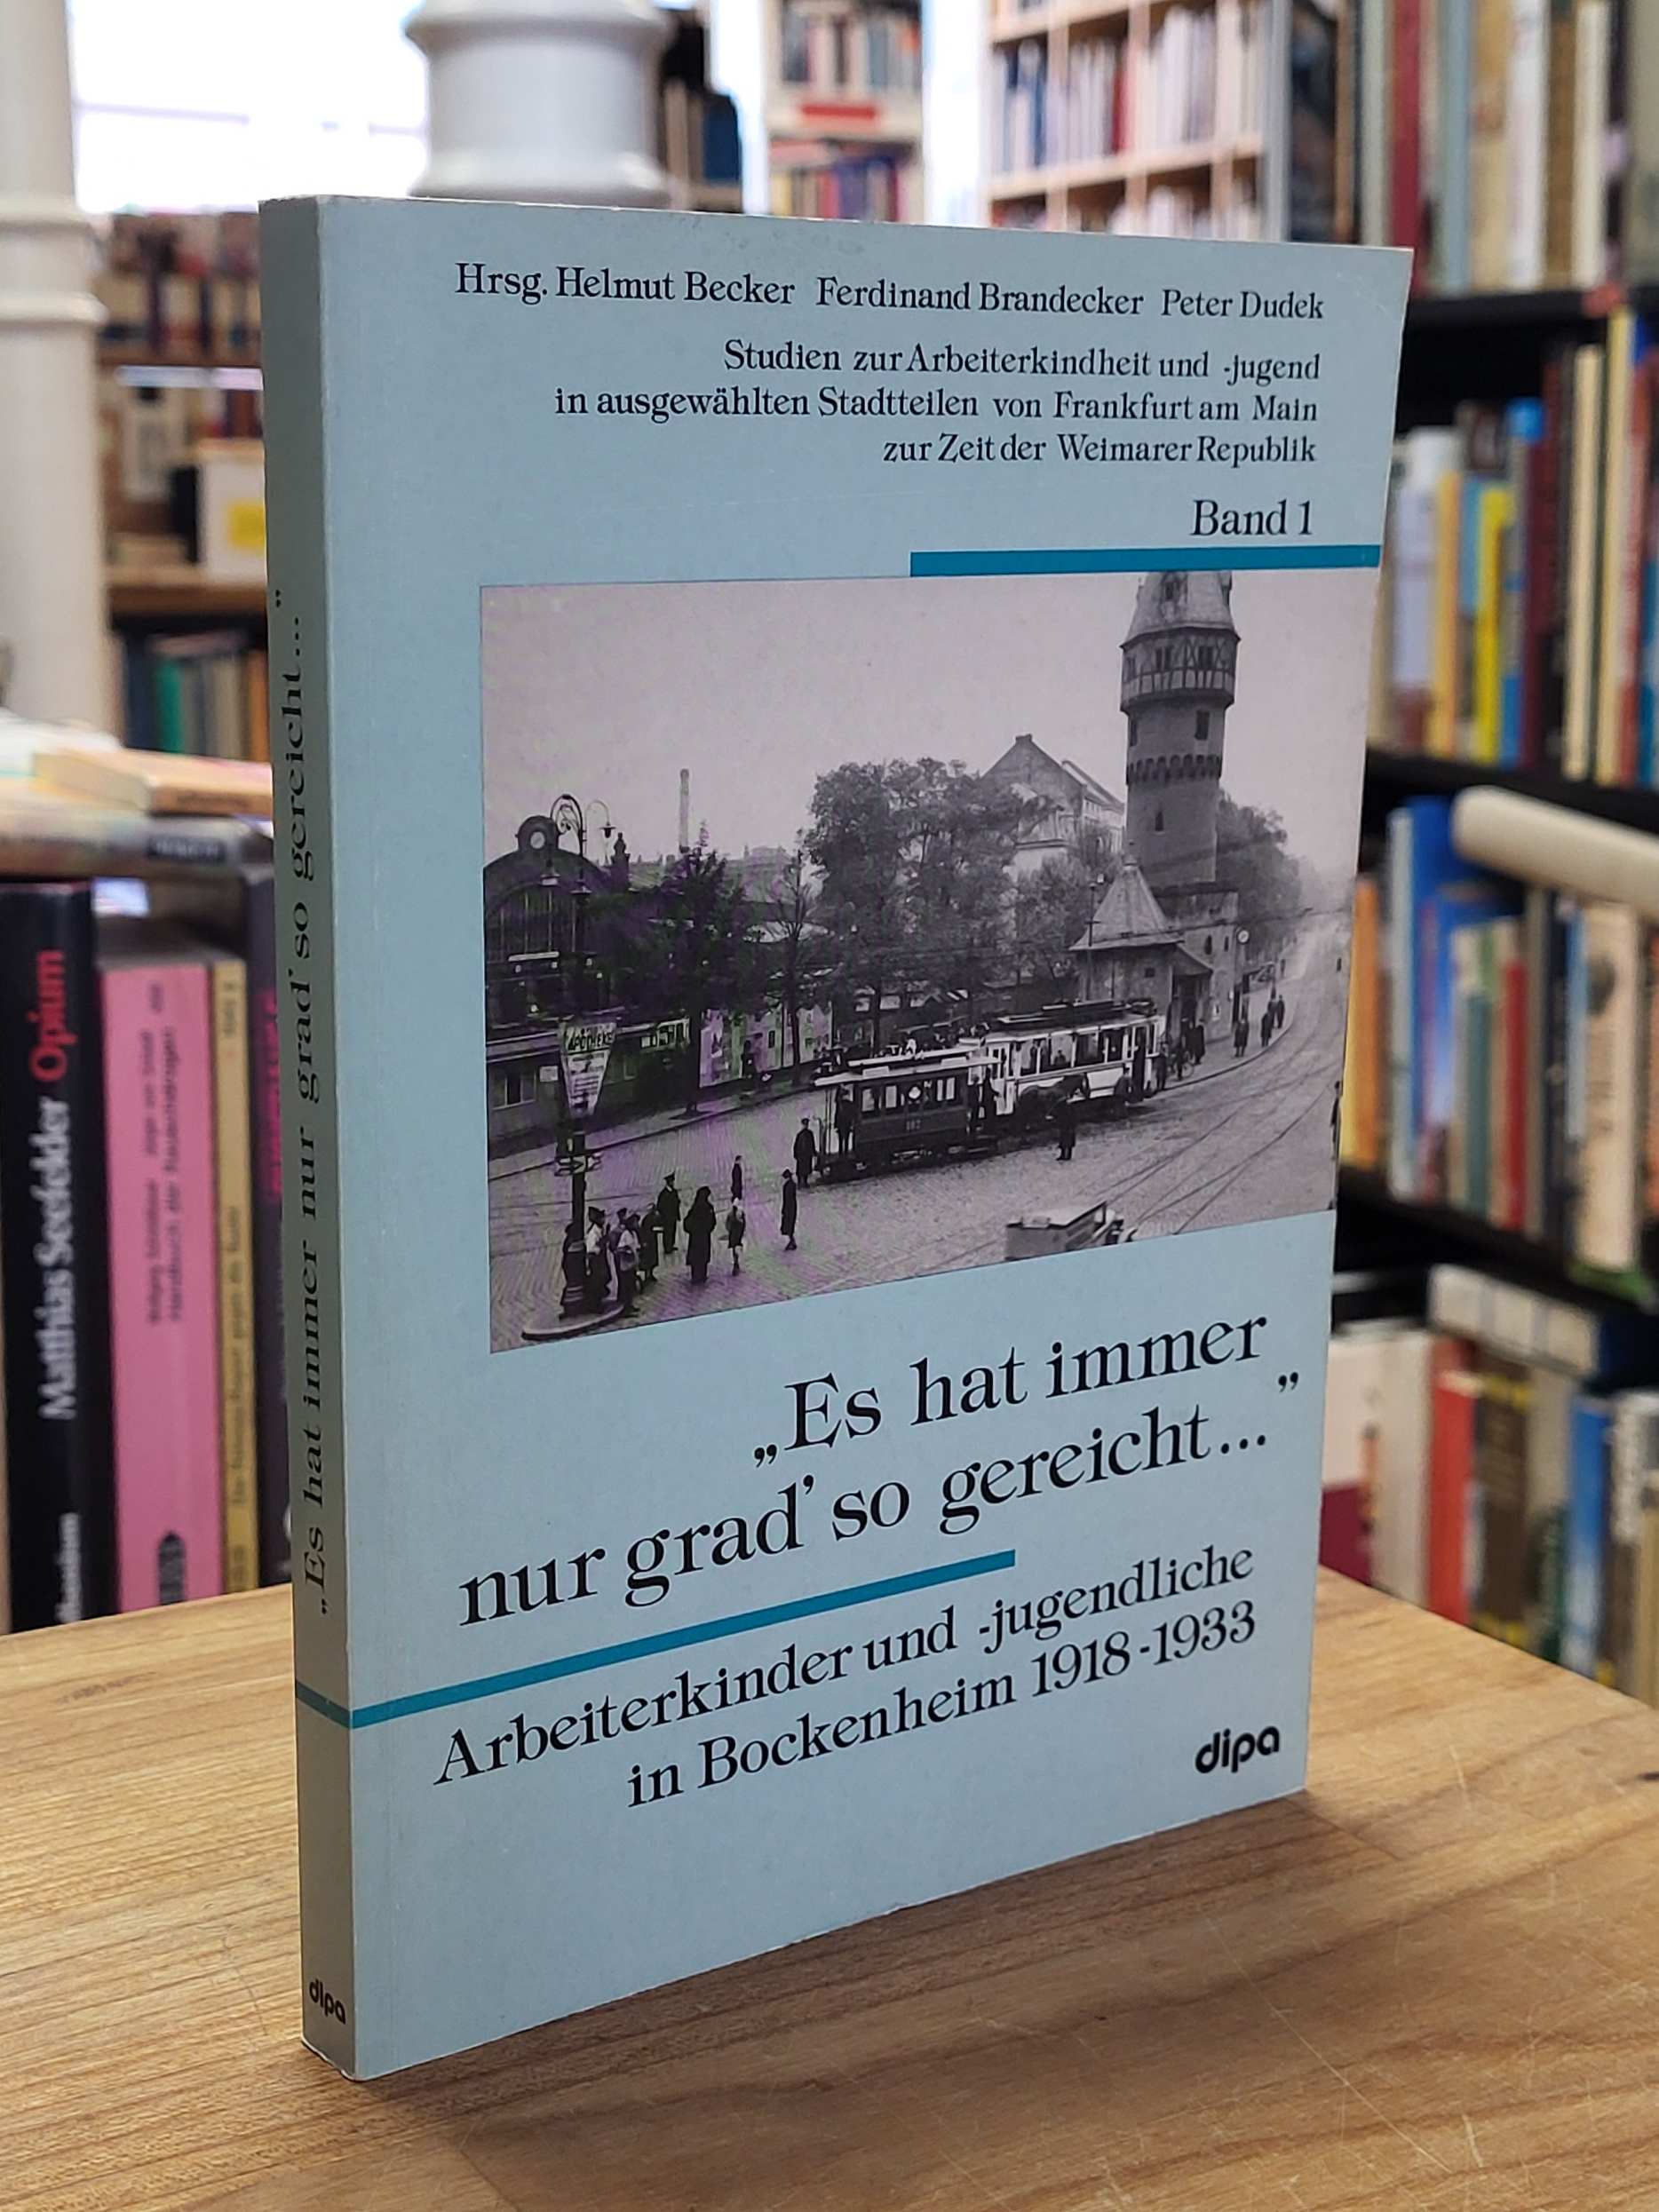 Hrsg. Helmut Becker Ferdinand Brandecker Peter Dudek
Studien zur Arbeiterkindheit und -jugend
in ausgewählten Stadtteilen von Frankfurt am Main
zur Zeit der Weimarer Republik
Band 1
APOTHEKE
„Es hat immer
nur grad' so gereicht..."
Arbeiterkinder und -jugendliche
in Bockenheim 1918-1933
dipa
„Es hat immer nur grad' so gereicht..."
dipa
Matthias Seefelder Opium